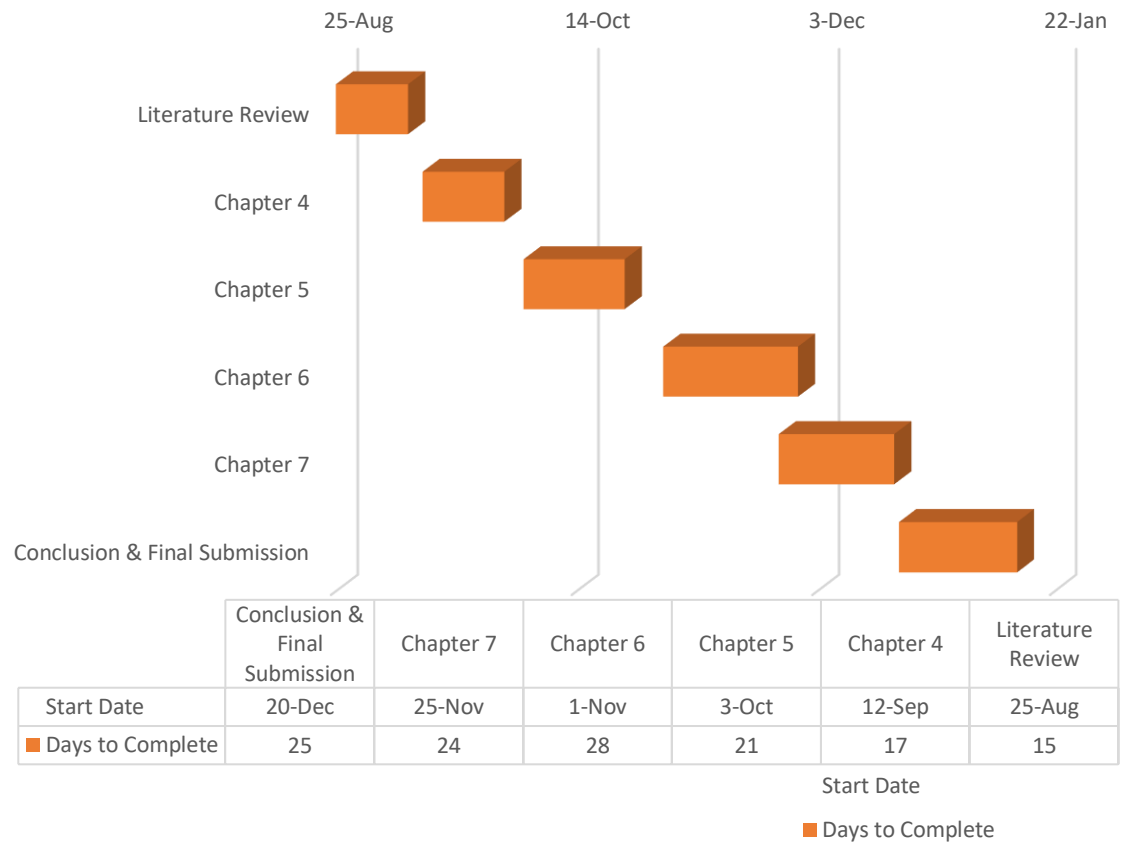 25-Aug 14-Oct 3-Dec 22-Jan
Literature Review
Chapter 4
Chapter 5
Chapter 6
Chapter 7
Conclusion & Final Submission
Conclusion &
Final
Submission
Chapter 7
Chapter 6
Chapter 5
Chapter 4
Literature
Review
Start Date 20-Dec 25-Nov 1-Nov 3-Oct 12-Sep 25-Aug
Days to Complete 25 24 28 21 17 15
Start Date
Days to Complete